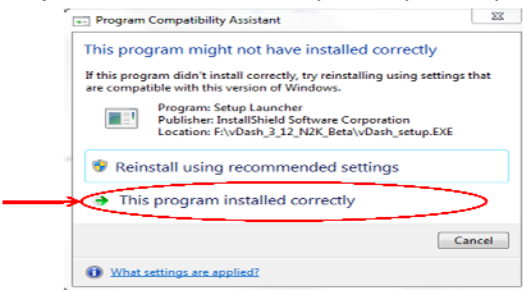 Program Compatibility Assistant
This program might not have installed correctly
If this program didn't install correctly, try reinstalling using settings that
are compatible with this version of Windows.
Program: Setup Launcher
Publisher: InstallShield Software Corporation
Location: F:\vDash_3_12_N2K_Beta\vDash_setup.EXE
Reinstall using recommended settings
This program installed correctly
Cancel
What settings are applied?